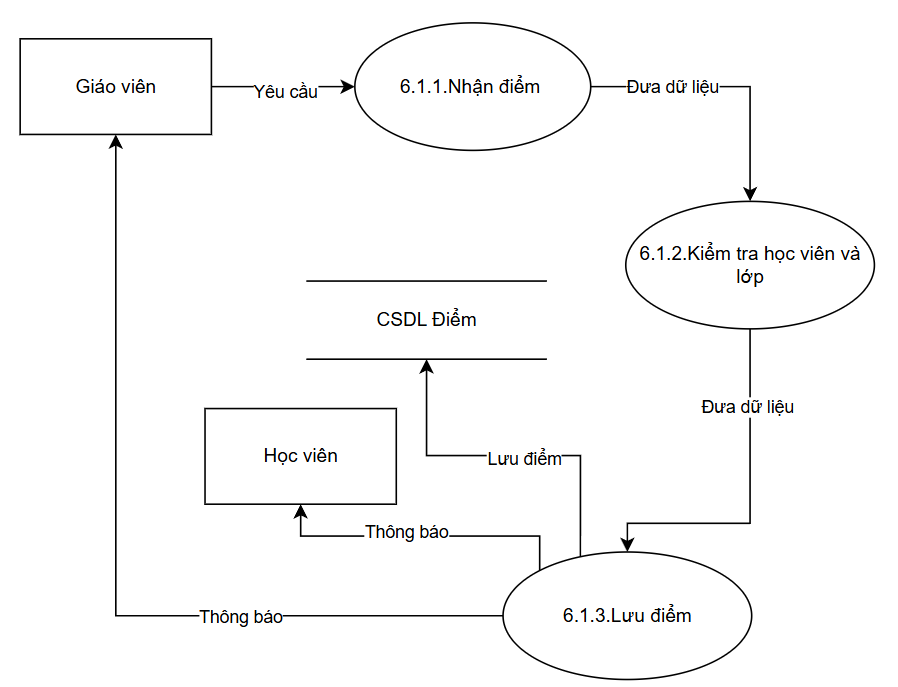 Giáo viên
Yêu cầu
6.1.1.Nhận điểm
Đưa dữ liệu
6.1.2.Kiểm tra học viên và
lớp
CSDL Điểm
Đưa dữ liệu
Học viên
Lưu điểm
Thông báo
Thông báo
6.1.3.Lưu điểm